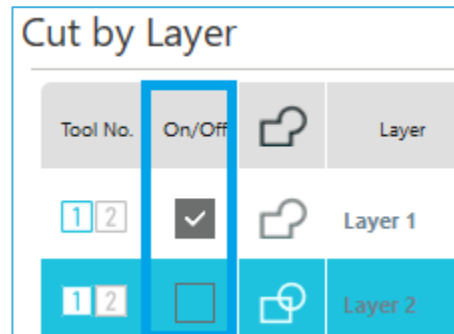 Cut by Layer
Tool No. On/Off Layer
1 2 Layer 1
1 2 Layer 2